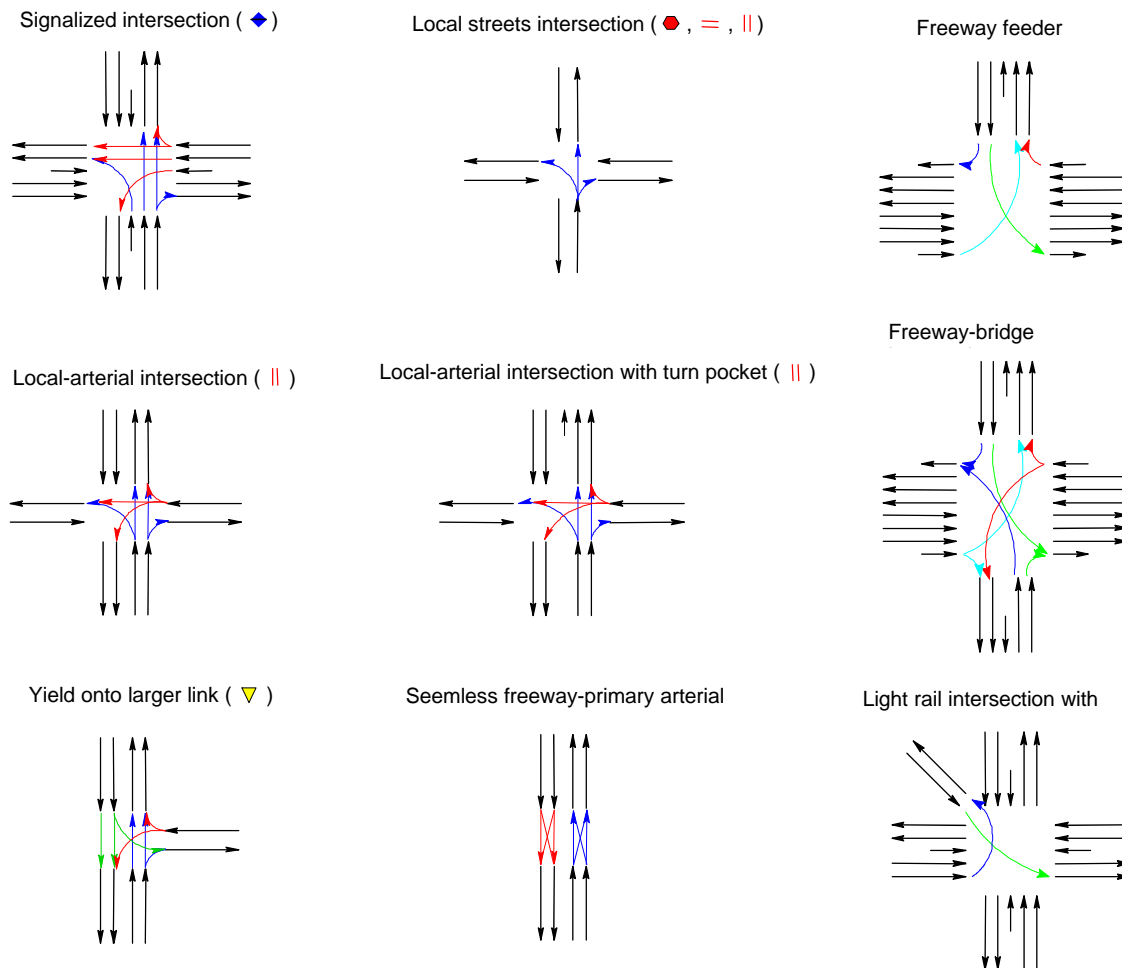 Signalized intersection ( )
Local streets intersection ( , = , || )
Freeway feeder
Freeway-bridge
Local-arterial intersection ( || )
Local-arterial intersection with turn pocket ( || )
Yield onto larger link ( )
Seemless freeway-primary arterial
Light rail intersection with